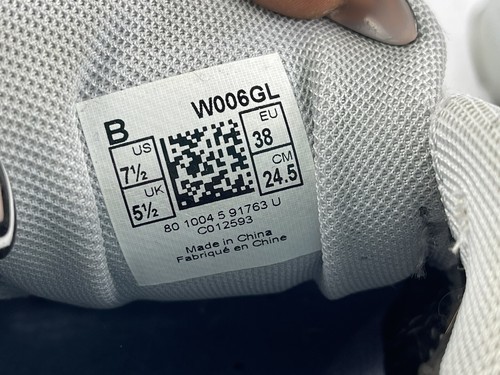 B
W006GL
US
7½
UK
5½
EU
38
CM
24.5
80 1004 5 91763 U
C012593
Made in China
Fabriqué en Chine